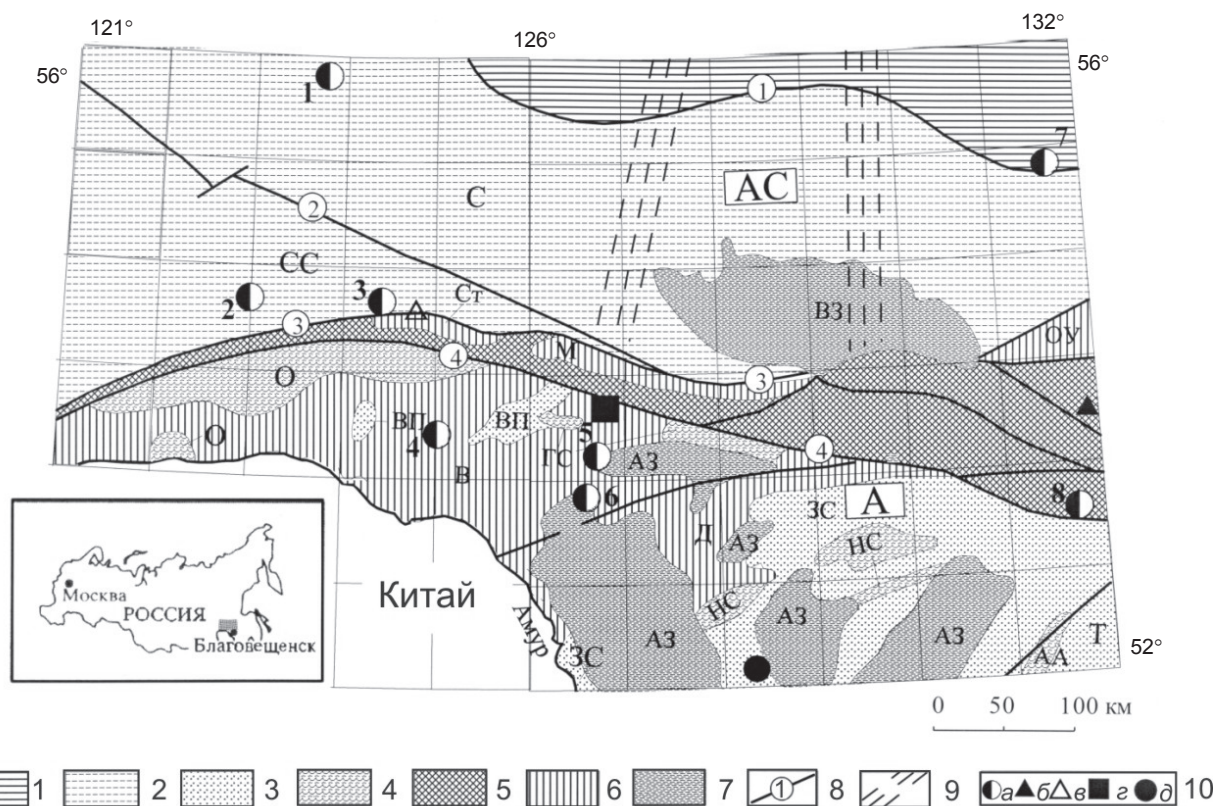 121°
126°
132°
56°
56°
1
1
7
АС
С
2
СС
2
3
Ст
3
ВЗ
ОУ
4
М
3
О
ВП
ВП
5
4
О
ГС
АЗ
4
В
6
ЗС
А
8
Д
АЗ
НС
Китай
НС
Амур
АЗ
АЗ
АЗ
Т
ЗС
АА
52°
Москва
РОССИЯ
Благовещенск
0 50 100 км
1 2 3 4 5 6 7 1 8 9 а б в г д 10